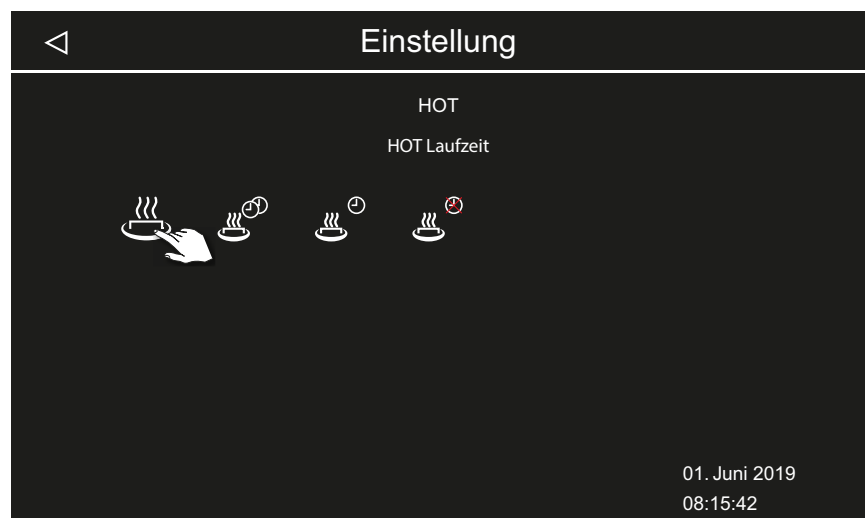 Einstellung
HOT
HOT Laufzeit
01. Juni 2019
08:15:42